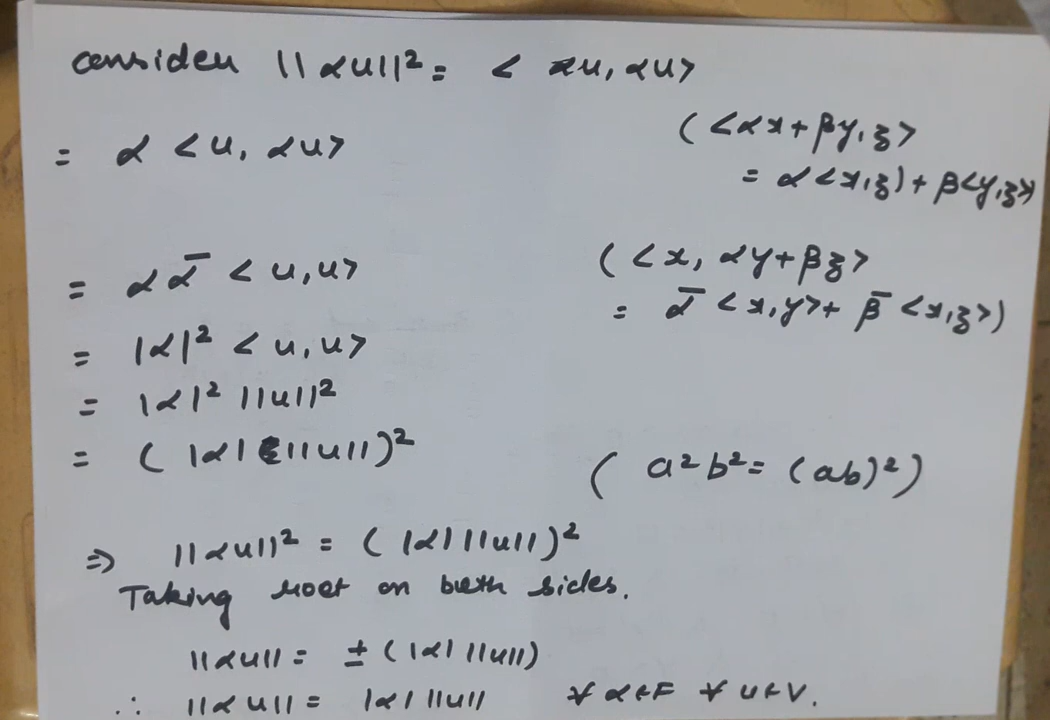 consider ||αu||² = < αu, αu>
= α <u, αu>
(<αx+βy,z>
= α<x,z)+β<y,z>)
= αᾱ <u,u>
(<x, αy+βz>
= ᾱ <x,y>+ β̄ <x,z>)
= |α|² <u,u>
= |α|² ||u||²
= ( |α| ||u||)²
( a²b² = (ab)²)
⇒ ||αu||² = ( |α| ||u||)²
Taking root on both sides.
||αu|| = ± (|α| ||u||)
∴ ||αu|| = |α| ||u|| ∀ α∈F ∀ u∈V.